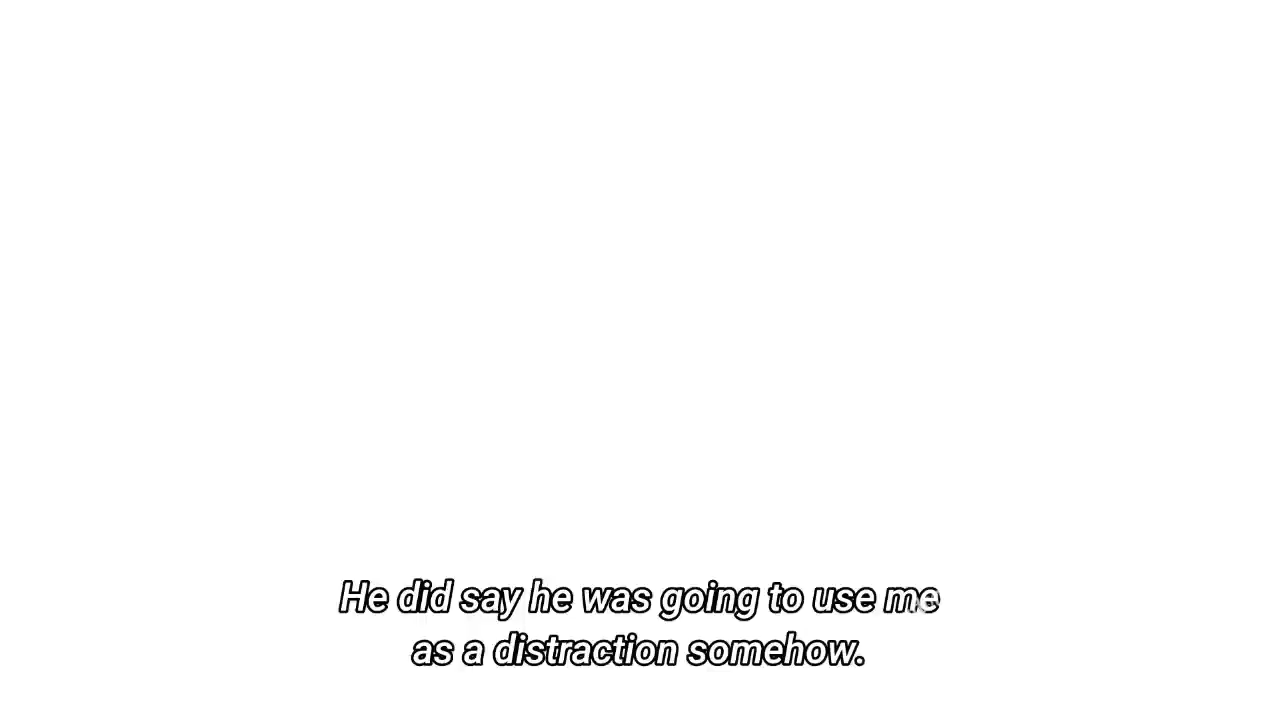 He did say he was going to use me
as a distraction somehow.